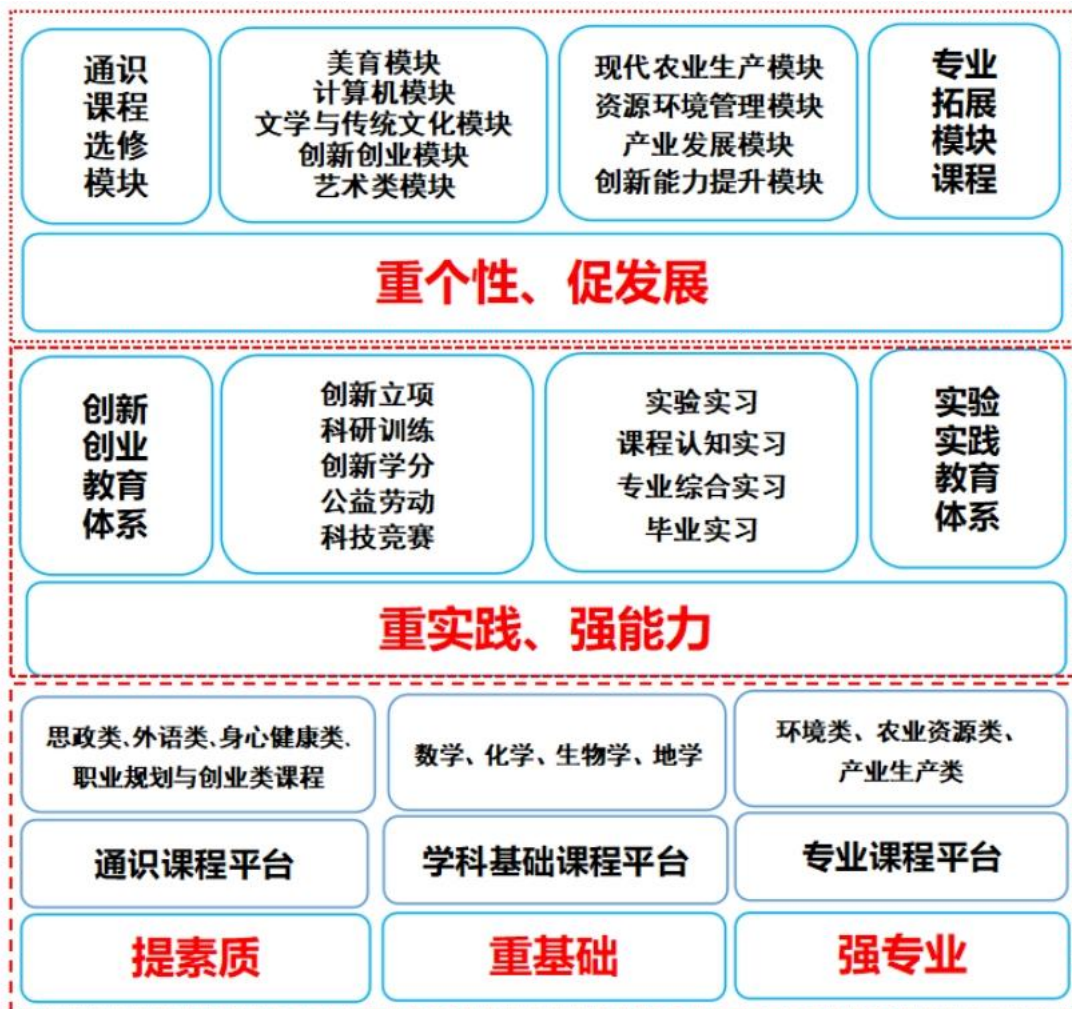 通识
课程
选修
模块
美育模块
计算机模块
文学与传统文化模块
创新创业模块
艺术类模块
现代农业生产模块
资源环境管理模块
产业发展模块
创新能力提升模块
专业
拓展
模块
课程
重个性、促发展
创新
创业
教育
体系
创新立项
科研训练
创新学分
公益劳动
科技竞赛
实验实习
课程认知实习
专业综合实习
毕业实习
实验
实践
教育
体系
重实践、强能力
思政类、外语类、身心健康类、
职业规划与创业类课程
数学、化学、生物学、地学
环境类、农业资源类、
产业生产类
通识课程平台
学科基础课程平台
专业课程平台
提素质
重基础
强专业